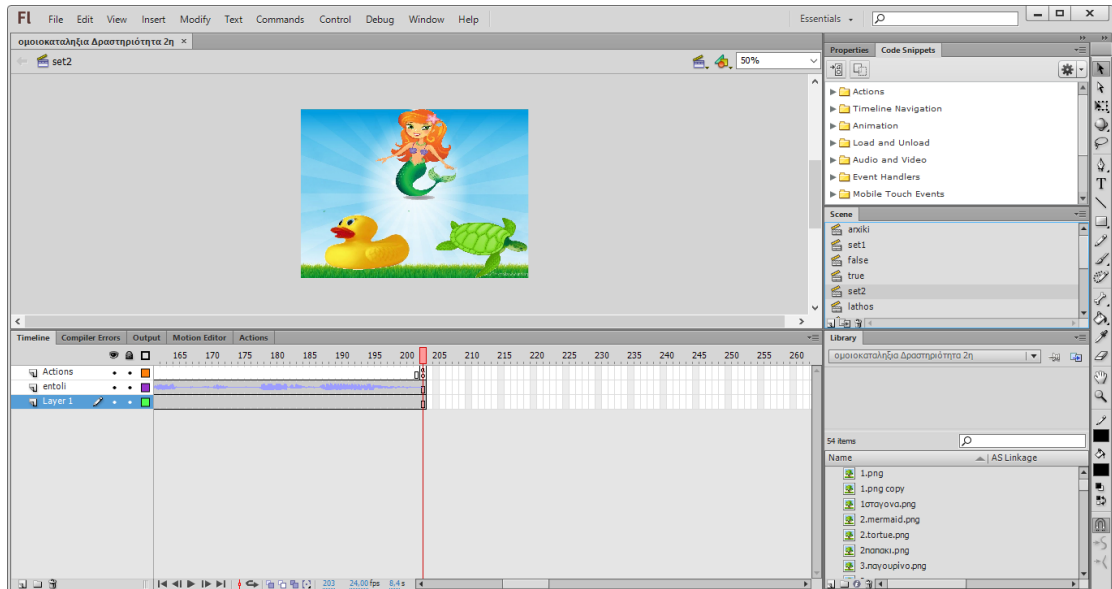 Fl File Edit View Insert Modify Text Commands Control Debug Window Help Essentials
ομοιοκαταληξια Δραστηριότητα 2η ×
set2 50%
Properties Code Snippets
Actions
Timeline Navigation
Animation
Load and Unload
Audio and Video
Event Handlers
Mobile Touch Events
Scene
arxiki
set1
false
true
set2
lathos
Timeline Compiler Errors Output Motion Editor Actions
165 170 175 180 185 190 195 200 205 210 215 220 225 230 235 240 245 250 255 260
Actions
entoli
Layer 1
203 24.00 fps 8.4 s
Library
ομοιοκαταληξια Δραστηριότητα 2η
54 items
Name AS Linkage
1.png
1.png copy
1σταγονα.png
2.mermaid.png
2.tortue.png
2παπακι.png
3.παγουρίνο.png